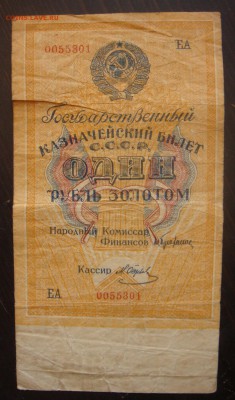 0055301 ЕА
Государственный
КАЗНАЧЕЙСКИЙ БИЛЕТ
С.С.С.Р.
ОДИН
РУБЛЬ ЗОЛОТОМ
Народный Комиссар
Финансов
Кассир
ЕА 0055301